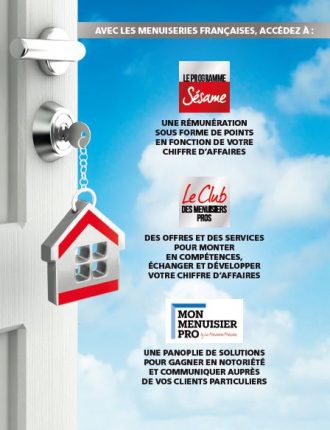 AVEC LES MENUISERIES FRANÇAISES, ACCÉDEZ À :
LE PROGRAMME
Sésame
UNE RÉMUNÉRATION
SOUS FORME DE POINTS
EN FONCTION DE VOTRE
CHIFFRE D'AFFAIRES
Le Club
DES MENUISIERS
PROS
DES OFFRES ET DES SERVICES
POUR MONTER
EN COMPÉTENCES,
ÉCHANGER ET DÉVELOPPER
VOTRE CHIFFRE D'AFFAIRES
MON
MENUISIER
PRO
UNE PANOPLIE DE SOLUTIONS
POUR GAGNER EN NOTORIÉTÉ
ET COMMUNIQUER AUPRÈS
DE VOS CLIENTS PARTICULIERS